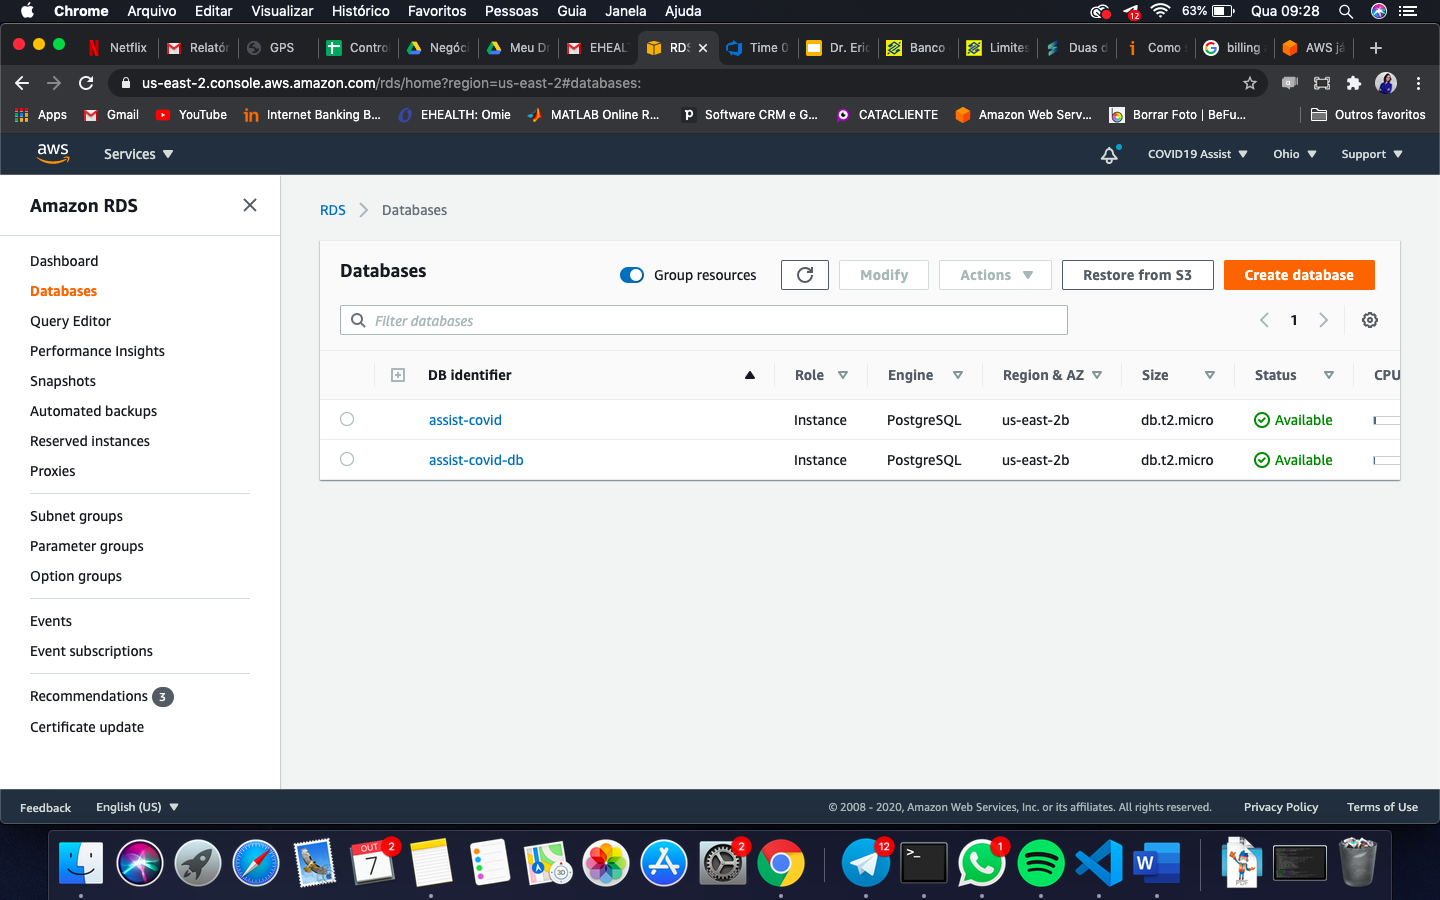 Chrome Arquivo Editar Visualizar Histórico Favoritos Pessoas Guia Janela Ajuda 12 63% Qua 09:28
Netflix Relatór GPS Contro Negóci Meu Dr EHEAL RDS Time Dr. Eric Banco Limites Duas d Como billing AWS já
us-east-2.console.aws.amazon.com/rds/home?region=us-east-2#databases:
Apps Gmail YouTube Internet Banking B... EHEALTH: Omie MATLAB Online R... Software CRM e G... CATACLIENTE Amazon Web Serv... Borrar Foto | BeFu... Outros favoritos
aws Services COVID19 Assist Ohio Support
Amazon RDS
Dashboard
Databases
Query Editor
Performance Insights
Snapshots
Automated backups
Reserved instances
Proxies
Subnet groups
Parameter groups
Option groups
Events
Event subscriptions
Recommendations 3
Certificate update
RDS Databases
Databases Group resources Modify Actions Restore from S3 Create database
Filter databases 1
DB identifier Role Engine Region & AZ Size Status CPU
assist-covid Instance PostgreSQL us-east-2b db.t2.micro Available
assist-covid-db Instance PostgreSQL us-east-2b db.t2.micro Available
Feedback English (US) © 2008 - 2020, Amazon Web Services, Inc. or its affiliates. All rights reserved. Privacy Policy Terms of Use
OUT 7 2 2 12 >_ 1 W PDF